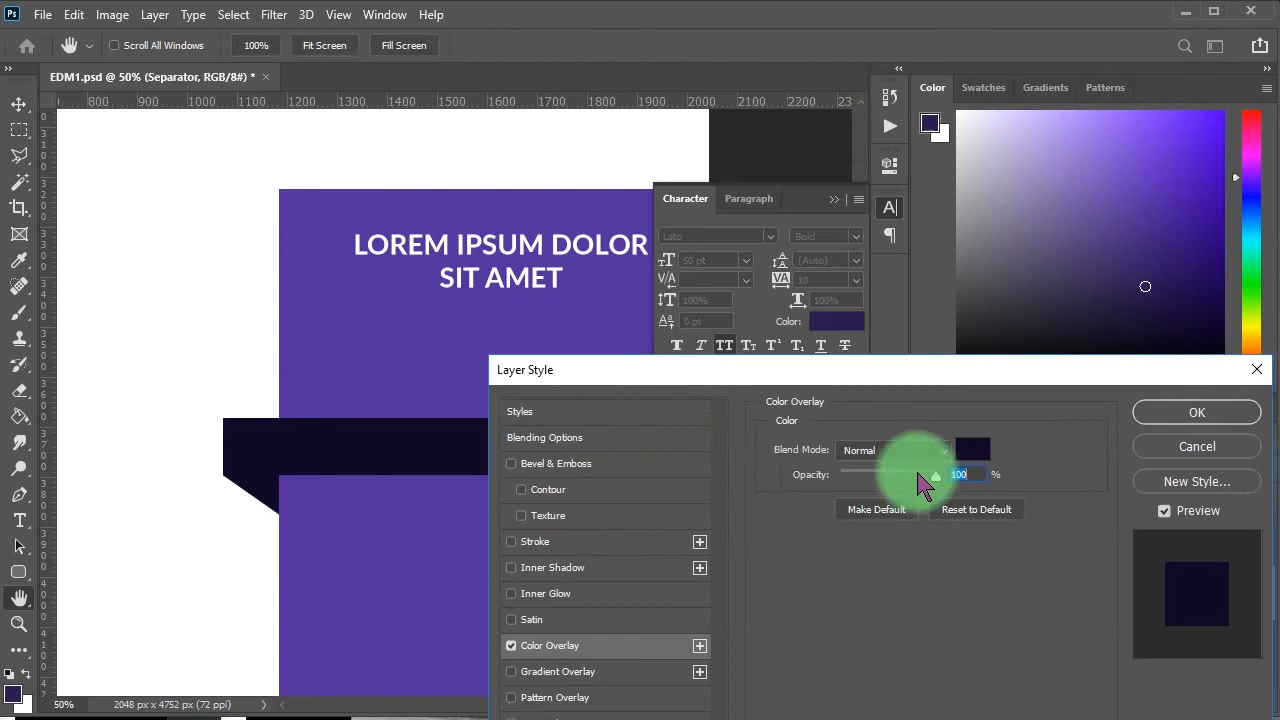 Ps File Edit Image Layer Type Select Filter 3D View Window Help
Scroll All Windows 100% Fit Screen Fill Screen
EDM1.psd @ 50% (Separator, RGB/8#) *
800 900 1000 1100 1200 1300 1400 1500 1600 1700 1800 1900 2000 2100 2200 23
Color Swatches Gradients Patterns
LOREM IPSUM DOLOR
SIT AMET
Character Paragraph
Lato Bold
50 pt (Auto)
10
100% 100%
0 pt Color:
Layer Style
Styles
Blending Options
Bevel & Emboss
Contour
Texture
Stroke
Inner Shadow
Inner Glow
Satin
Color Overlay
Gradient Overlay
Pattern Overlay
Color Overlay
Color
Blend Mode: Normal
Opacity: 100 %
Make Default Reset to Default
OK
Cancel
New Style...
Preview
50% 2048 px x 4752 px (72 ppi)